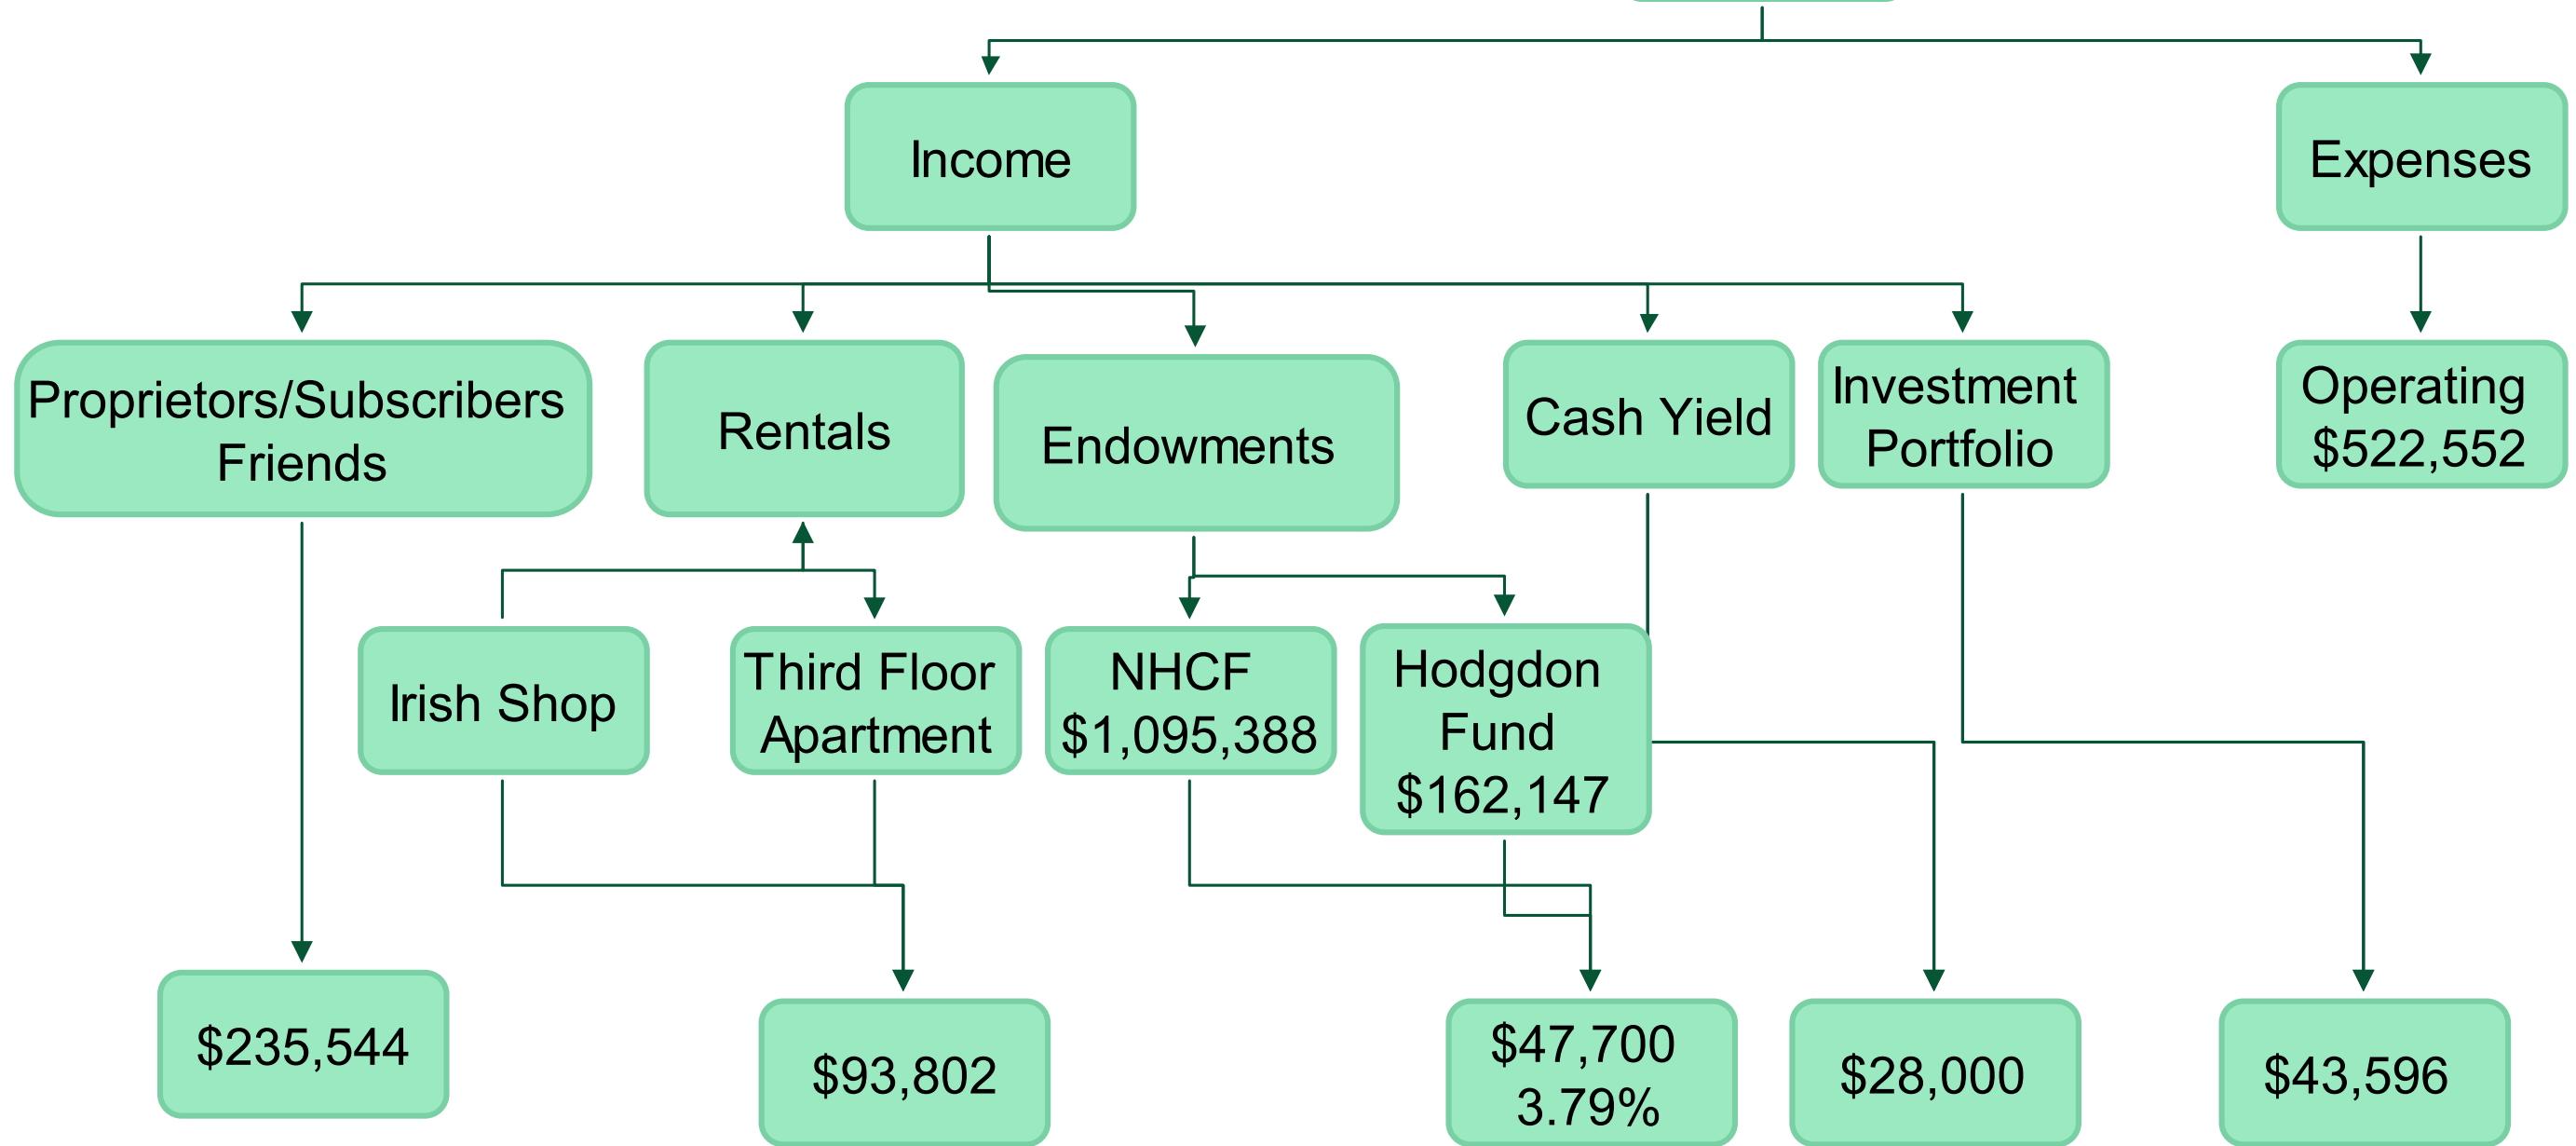 Income
Expenses
Proprietors/Subscribers
Friends
Rentals
Endowments
Cash Yield
Investment
Portfolio
Operating
$522,552
Irish Shop
Third Floor
Apartment
NHCF
$1,095,388
Hodgdon
Fund
$162,147
$235,544
$93,802
$47,700
3.79%
$28,000
$43,596